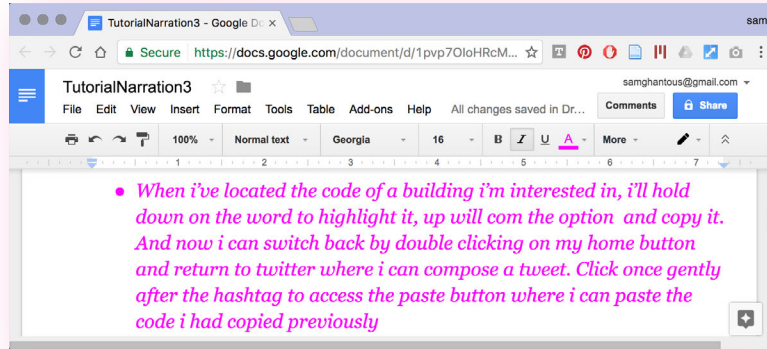 TutorialNarration3 - Google Do
sam
Secure https://docs.google.com/document/d/1pvp7OIoHRcM...
TutorialNarration3
samghantous@gmail.com
File Edit View Insert Format Tools Table Add-ons Help All changes saved in Dr... Comments Share
100% Normal text Georgia 16 B I U A More
1 2 3 4 5 6 7
• When i've located the code of a building i'm interested in, i'll hold
down on the word to highlight it, up will com the option and copy it.
And now i can switch back by double clicking on my home button
and return to twitter where i can compose a tweet. Click once gently
after the hashtag to access the paste button where i can paste the
code i had copied previously